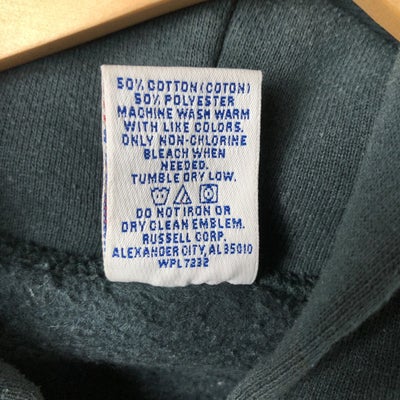 50% COTTON(COTON)
50% POLYESTER
MACHINE WASH WARM
WITH LIKE COLORS.
ONLY NON-CHLORINE
BLEACH WHEN
NEEDED.
TUMBLE DRY LOW.
DO NOT IRON OR
DRY CLEAN EMBLEM.
RUSSELL CORP.
ALEXANDER CITY, AL 35010
WPL 7232